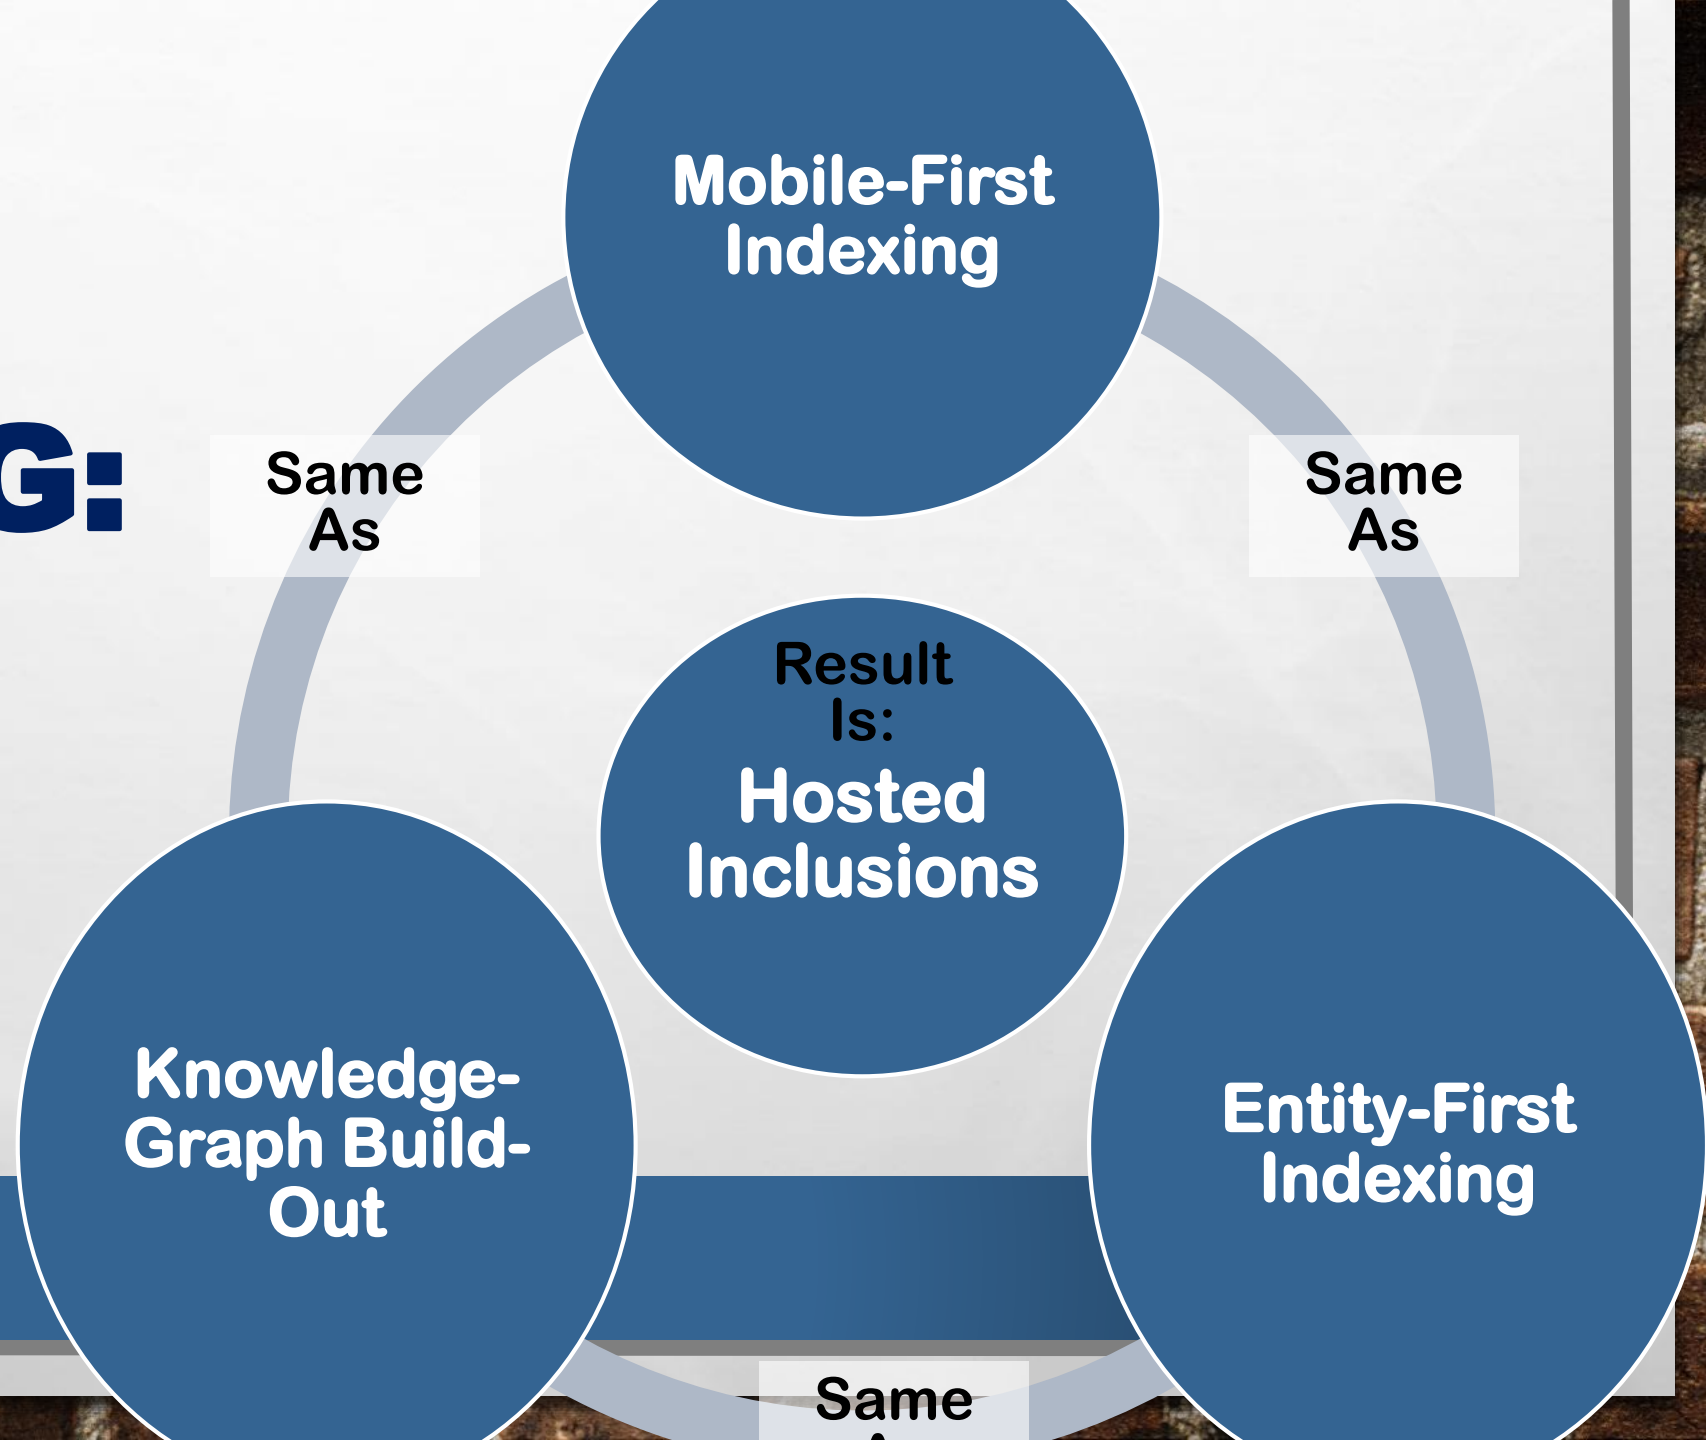 Mobile-First
Indexing
G:
Same
As
Same
As
Result
Is:
Hosted
Inclusions
Knowledge-
Graph Build-
Out
Entity-First
Indexing
Same